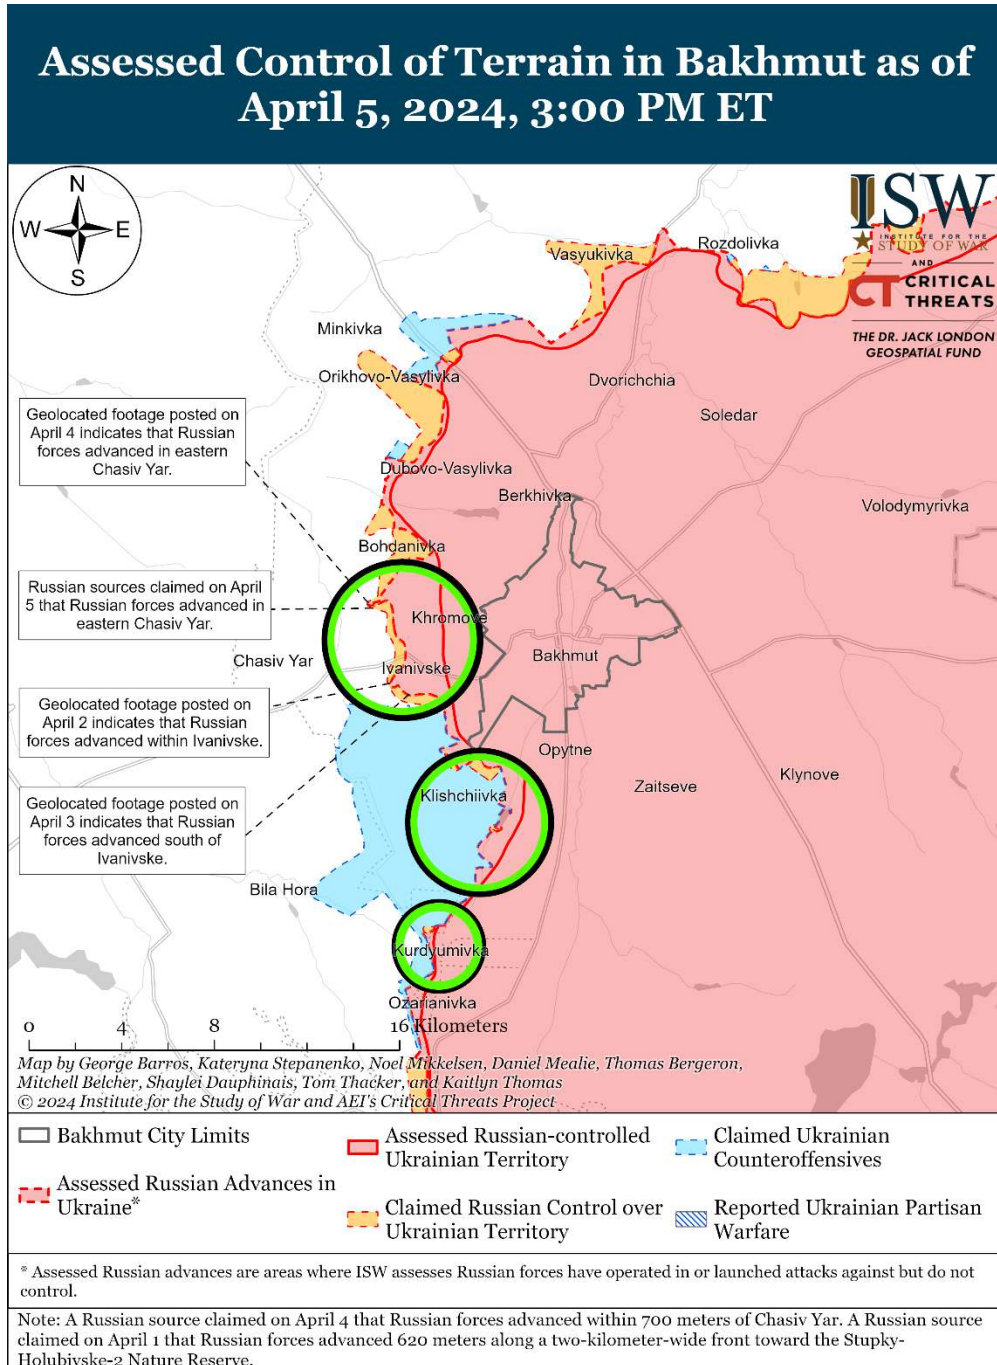 Assessed Control of Terrain in Bakhmut as of
April 5, 2024, 3:00 PM ET
N
W
E
S
ISW
INSTITUTE FOR THE
STUDY OF WAR
AND
CT CRITICAL
THREATS
THE DR. JACK LONDON
GEOSPATIAL FUND
Vasyukivka
Rozdolivka
Minkivka
Orikhovo-Vasylivka
Dvorichchia
Soledar
Geolocated footage posted on
April 4 indicates that Russian
forces advanced in eastern
Chasiv Yar.
Dubovo-Vasylivka
Berkhivka
Volodymyrivka
Bohdanivka
Russian sources claimed on April
5 that Russian forces advanced in
eastern Chasiv Yar.
Khromove
Chasiv Yar
Ivanivske
Bakhmut
Geolocated footage posted on
April 2 indicates that Russian
forces advanced within Ivanivske.
Opytne
Zaitseve
Klynove
Klishchiivka
Geolocated footage posted on
April 3 indicates that Russian
forces advanced south of
Ivanivske.
Bila Hora
Kurdyumivka
Ozarianivka
0 4 8 16 Kilometers
Map by George Barros, Kateryna Stepanenko, Noel Mikkelsen, Daniel Mealie, Thomas Bergeron,
Mitchell Belcher, Shaylei Dauphinais, Tom Thacker, and Kaitlyn Thomas
© 2024 Institute for the Study of War and AEI's Critical Threats Project
Bakhmut City Limits
Assessed Russian Advances in
Ukraine*
Assessed Russian-controlled
Ukrainian Territory
Claimed Russian Control over
Ukrainian Territory
Claimed Ukrainian
Counteroffensives
Reported Ukrainian Partisan
Warfare
* Assessed Russian advances are areas where ISW assesses Russian forces have operated in or launched attacks against but do not
control.
Note: A Russian source claimed on April 4 that Russian forces advanced within 700 meters of Chasiv Yar. A Russian source
claimed on April 1 that Russian forces advanced 620 meters along a two-kilometer-wide front toward the Stupky-
Holubivske-2 Nature Reserve.